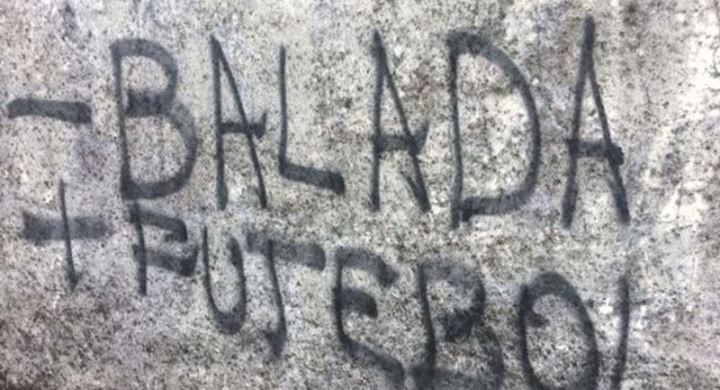 - BALADA
+ FUTEBOL